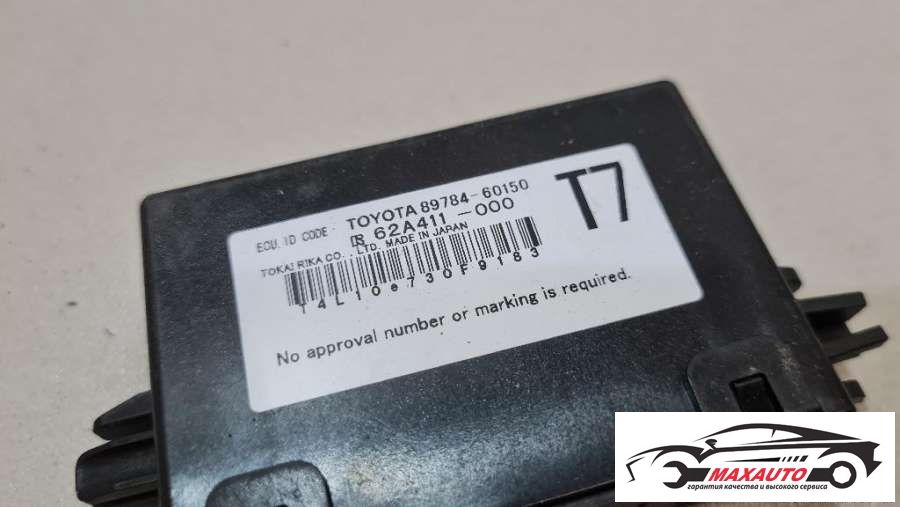 TOYOTA 89784-60150
ECU, ID CODE : 62A411 -000
TOKAI RIKA CO., LTD. MADE IN JAPAN
T4L10e730F9183
No approval number or marking is required.
T7
MAXAUTO
гарантия качества и высокого сервиса